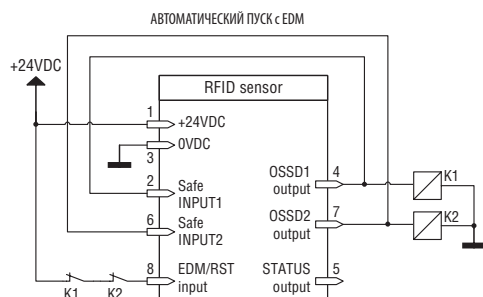 АВТОМАТИЧЕСКИЙ ПУСК с EDM
+24VDC
RFID sensor
1
+24VDC
0VDC
3
2
Safe
INPUT1
6
Safe
INPUT2
8
EDM/RST
input
K1
K2
OSSD1
output
4
K1
OSSD2
output
7
K2
STATUS
output
5